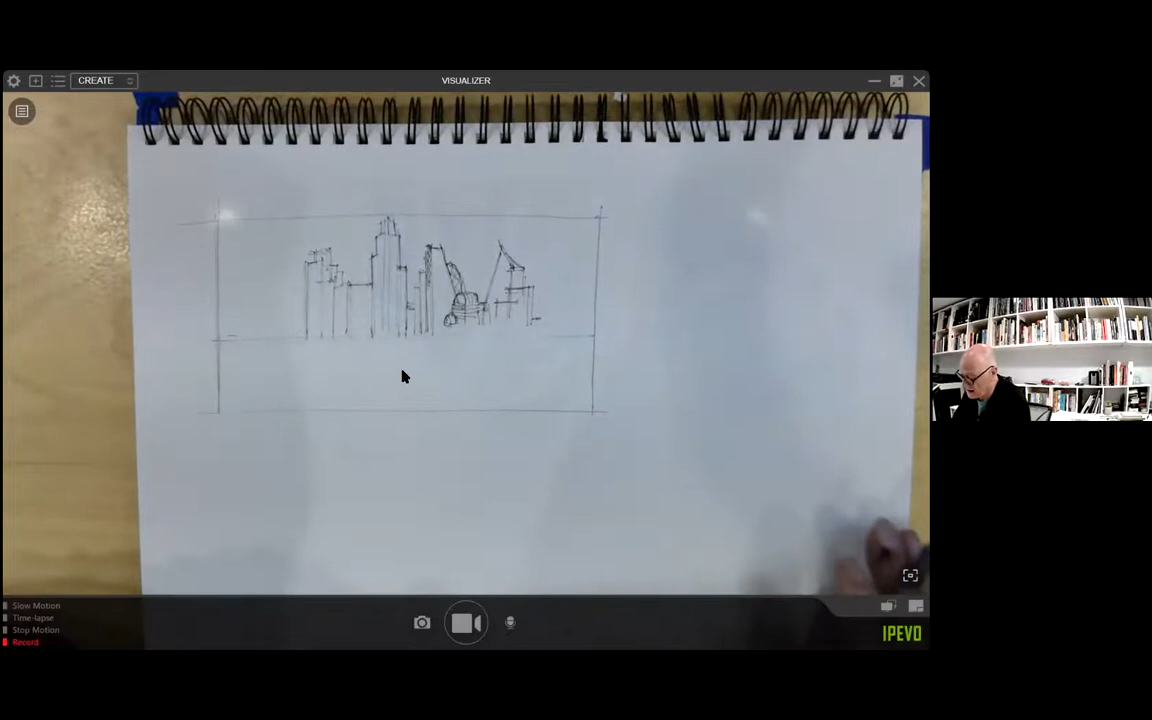 CREATE
VISUALIZER
Slow Motion
Time-lapse
Stop Motion
Record
IPEVO